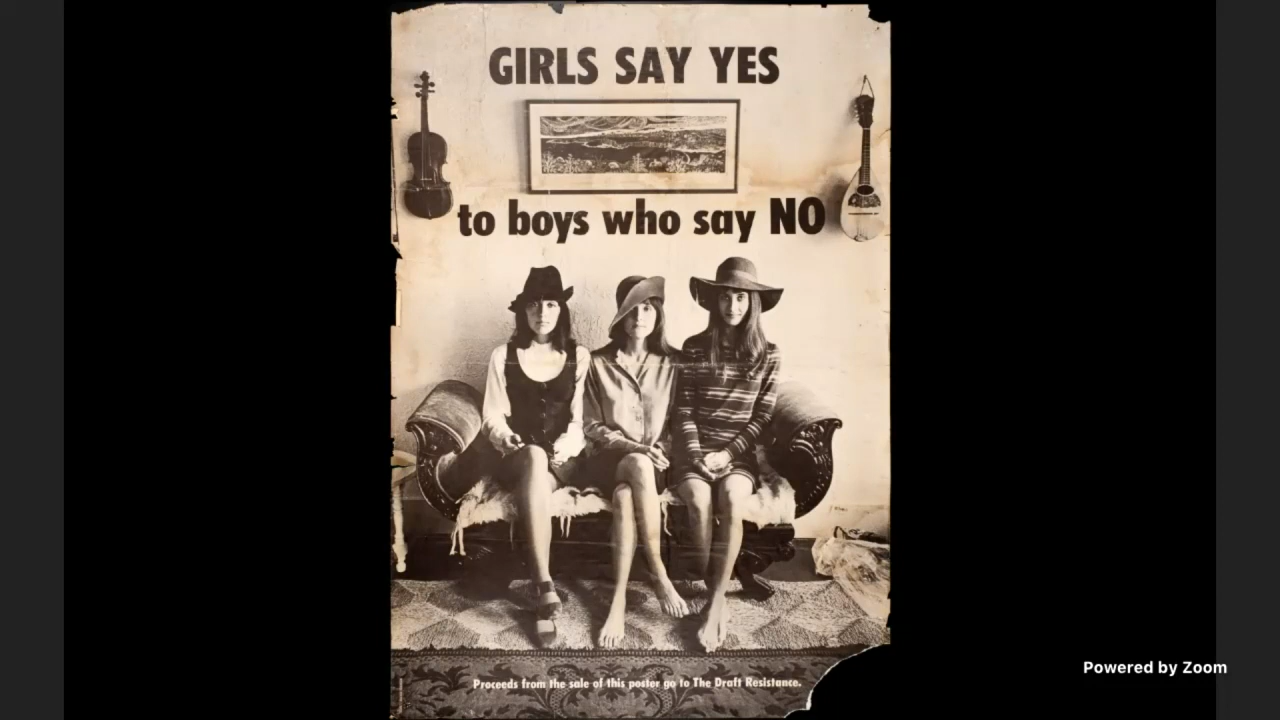 GIRLS SAY YES
to boys who say NO
Proceeds from the sale of this poster go to The Draft Resistance.
Powered by Zoom